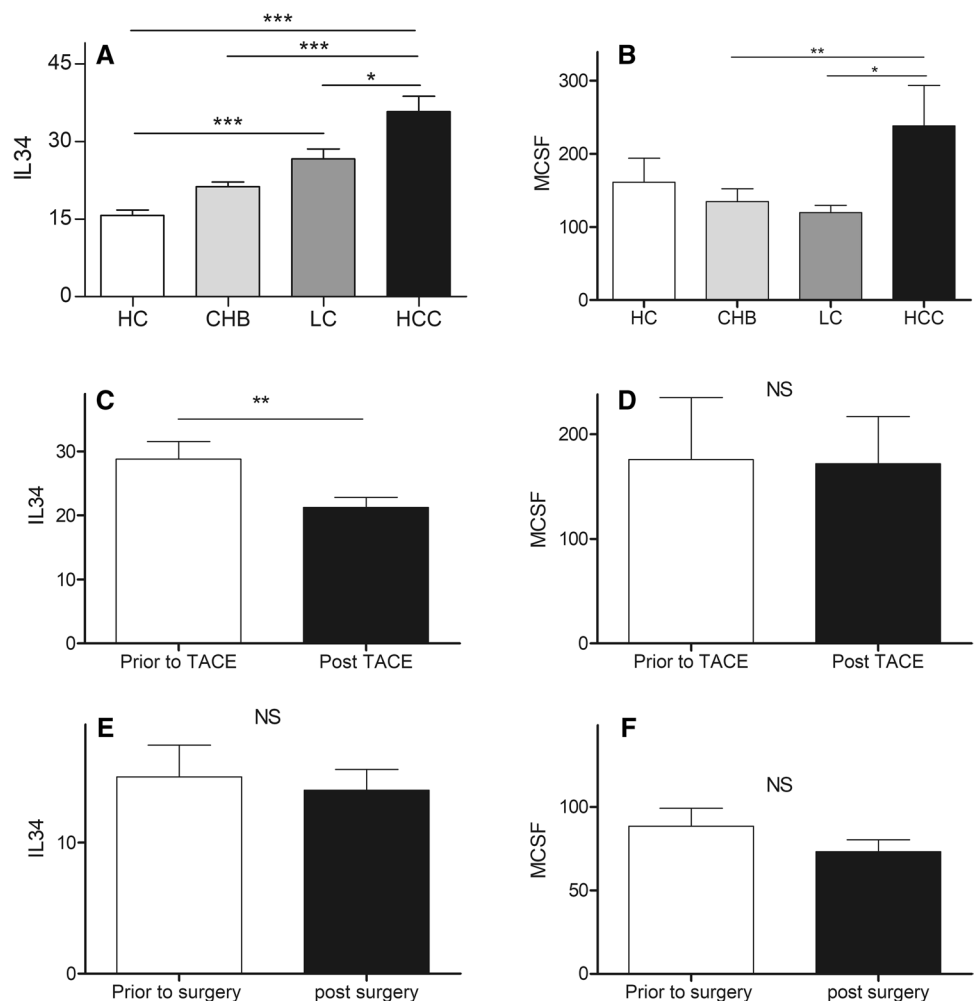 ***
A
***
45
*
***
30
IL34
15
0
HC CHB LC HCC
B
**
*
300
200
MCSF
100
0
HC CHB LC HCC
C
**
30
IL34
20
10
0
Prior to TACE Post TACE
D
NS
200
MCSF
100
0
Prior to TACE Post TACE
E
NS
IL34
10
0
Prior to surgery post surgery
F
NS
100
MCSF
50
0
Prior to surgery post surgery